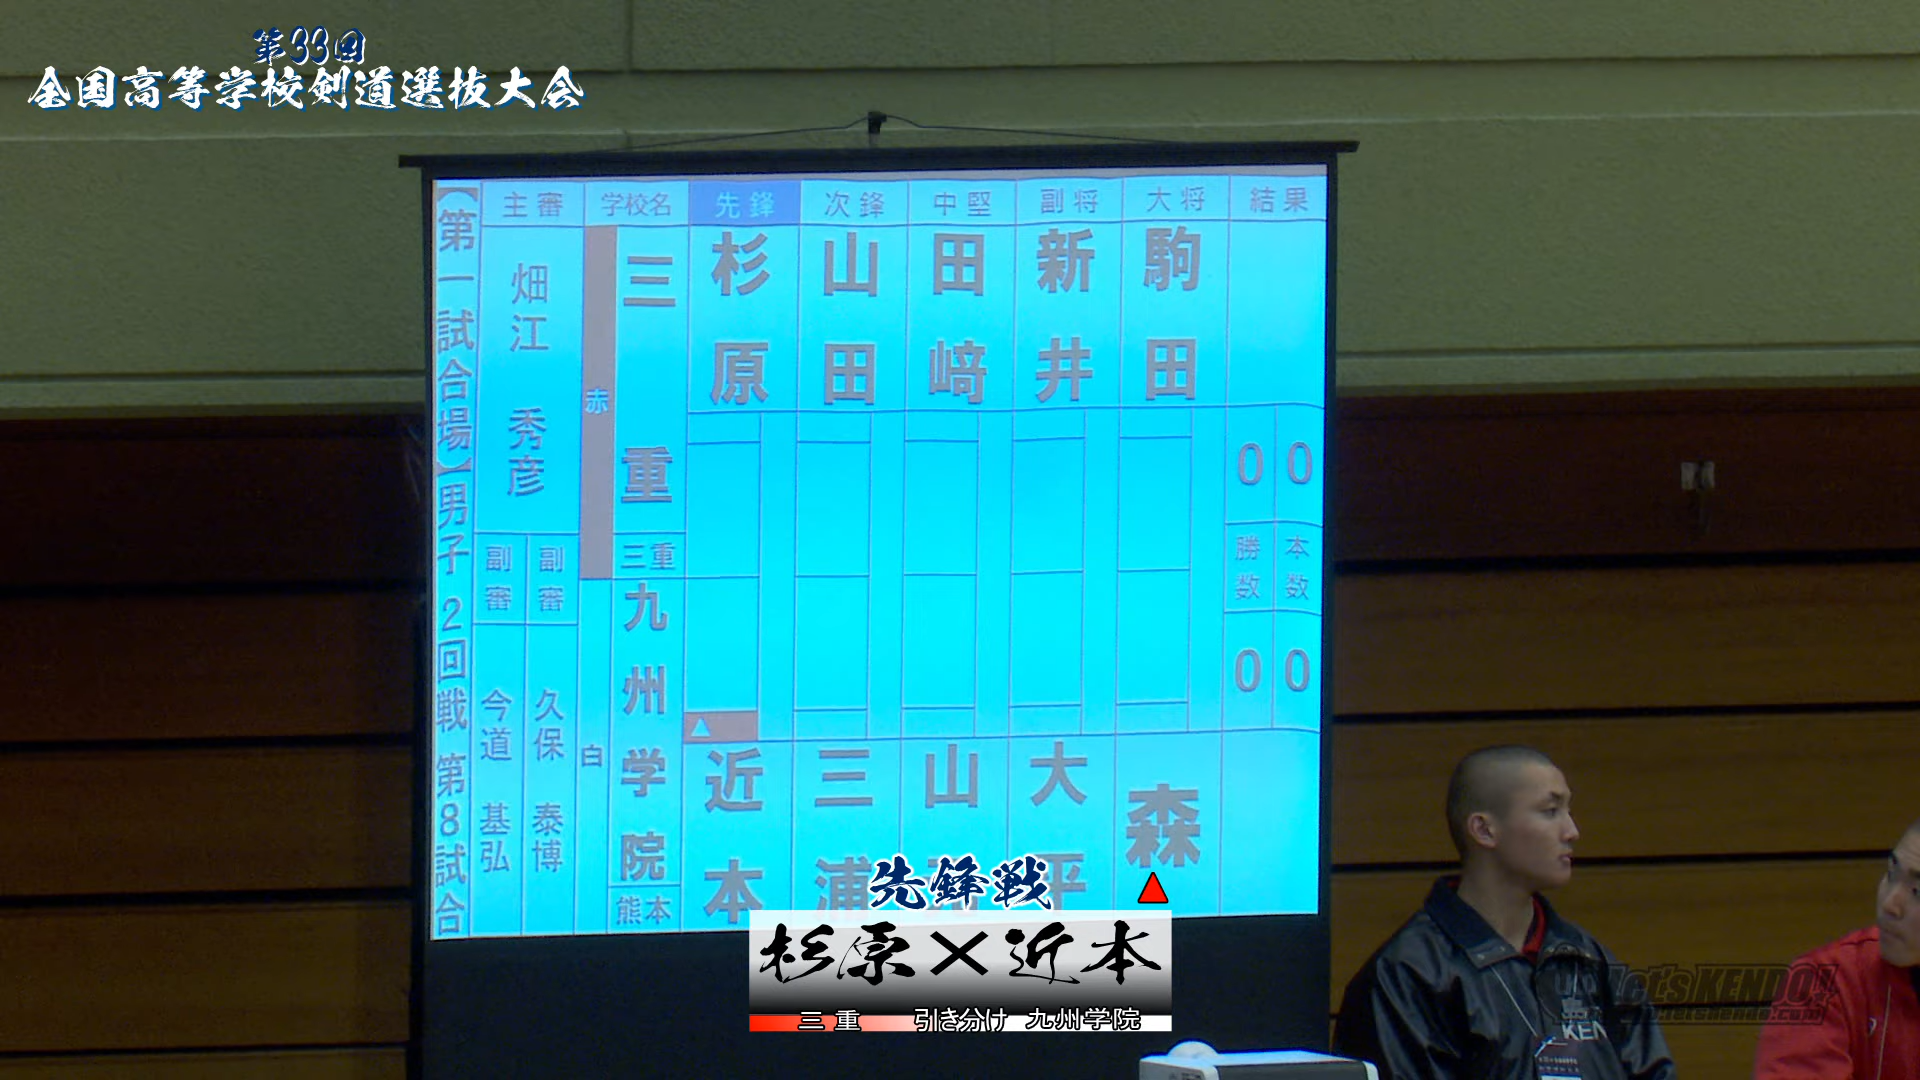 第33回
全国高等学校剣道選抜大会
【第一試合場】男子 2回戦 第8試合
主審 学校名 先鋒 次鋒 中堅 副将 大将 結果
畑江 秀彦
副審 副審
今道 基弘
久保 泰博
赤
三重
三重
杉原 山田 田﨑 新井 駒田
0 0
勝数 本数
0 0
白
九州学院
熊本
△
近本 三浦 山 大平 森
先鋒戦
▲
杉原×近本
三重 引き分け 九州学院
let's KENDO!
KEN